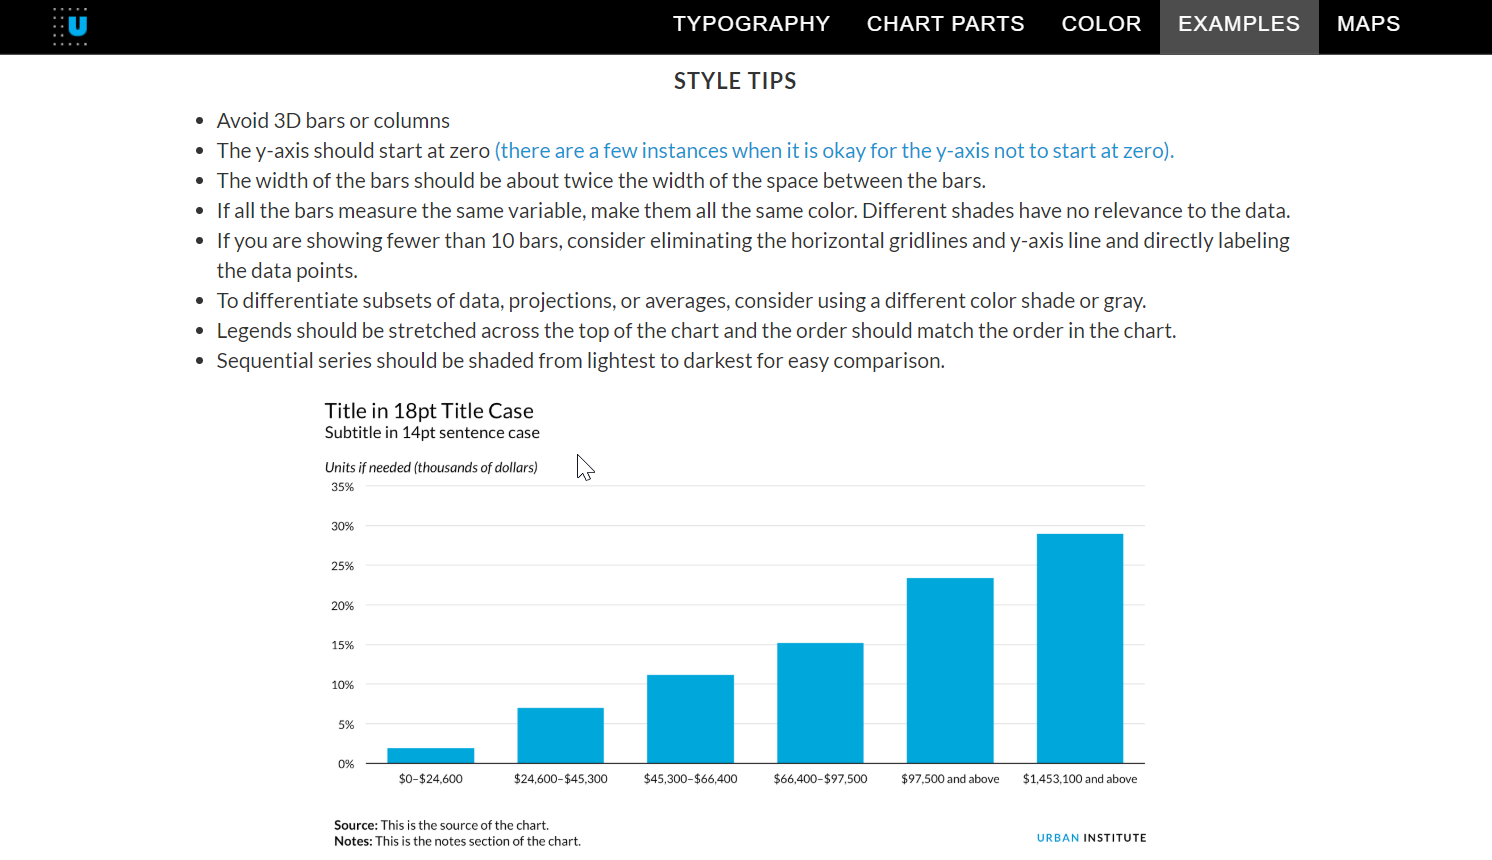 U
TYPOGRAPHY CHART PARTS COLOR EXAMPLES MAPS
STYLE TIPS
• Avoid 3D bars or columns
• The y-axis should start at zero (there are a few instances when it is okay for the y-axis not to start at zero).
• The width of the bars should be about twice the width of the space between the bars.
• If all the bars measure the same variable, make them all the same color. Different shades have no relevance to the data.
• If you are showing fewer than 10 bars, consider eliminating the horizontal gridlines and y-axis line and directly labeling
the data points.
• To differentiate subsets of data, projections, or averages, consider using a different color shade or gray.
• Legends should be stretched across the top of the chart and the order should match the order in the chart.
• Sequential series should be shaded from lightest to darkest for easy comparison.
Title in 18pt Title Case
Subtitle in 14pt sentence case
Units if needed (thousands of dollars)
35%
30%
25%
20%
15%
10%
5%
0%
$0–$24,600 $24,600–$45,300 $45,300–$66,400 $66,400–$97,500 $97,500 and above $1,453,100 and above
Source: This is the source of the chart.
Notes: This is the notes section of the chart.
URBAN INSTITUTE